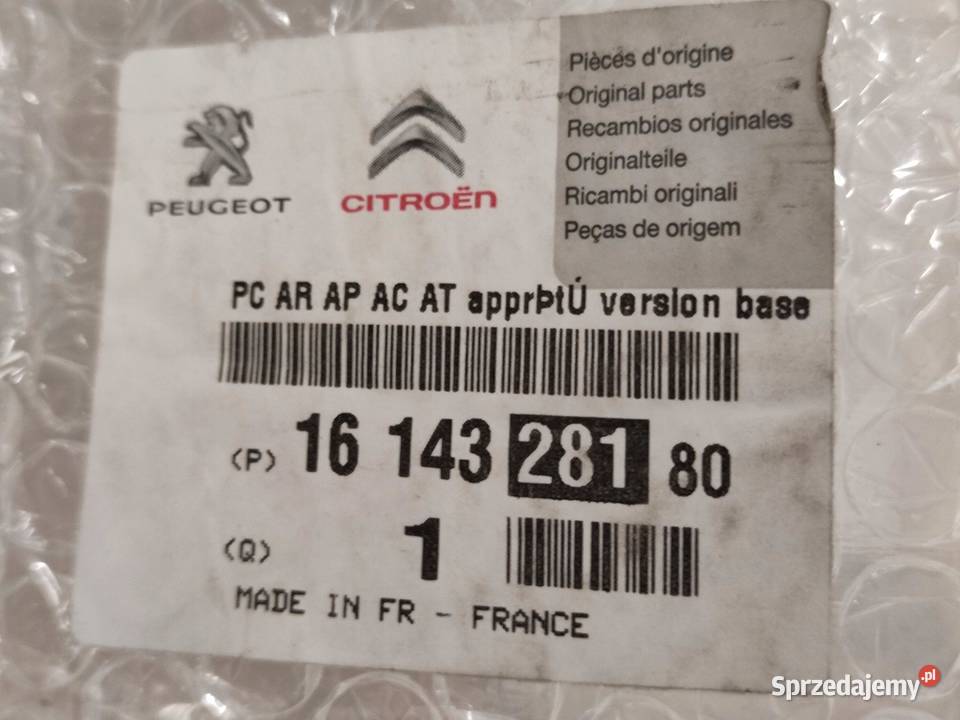 PEUGEOT
CITROËN
Pièces d'origine
Original parts
Recambios originales
Originalteile
Ricambi originali
Peças de origem
PC AR AP AC AT apprÞtÚ version base
(P) 16 143 281 80
(Q) 1
MADE IN FR - FRANCE
Sprzedajemy.pl